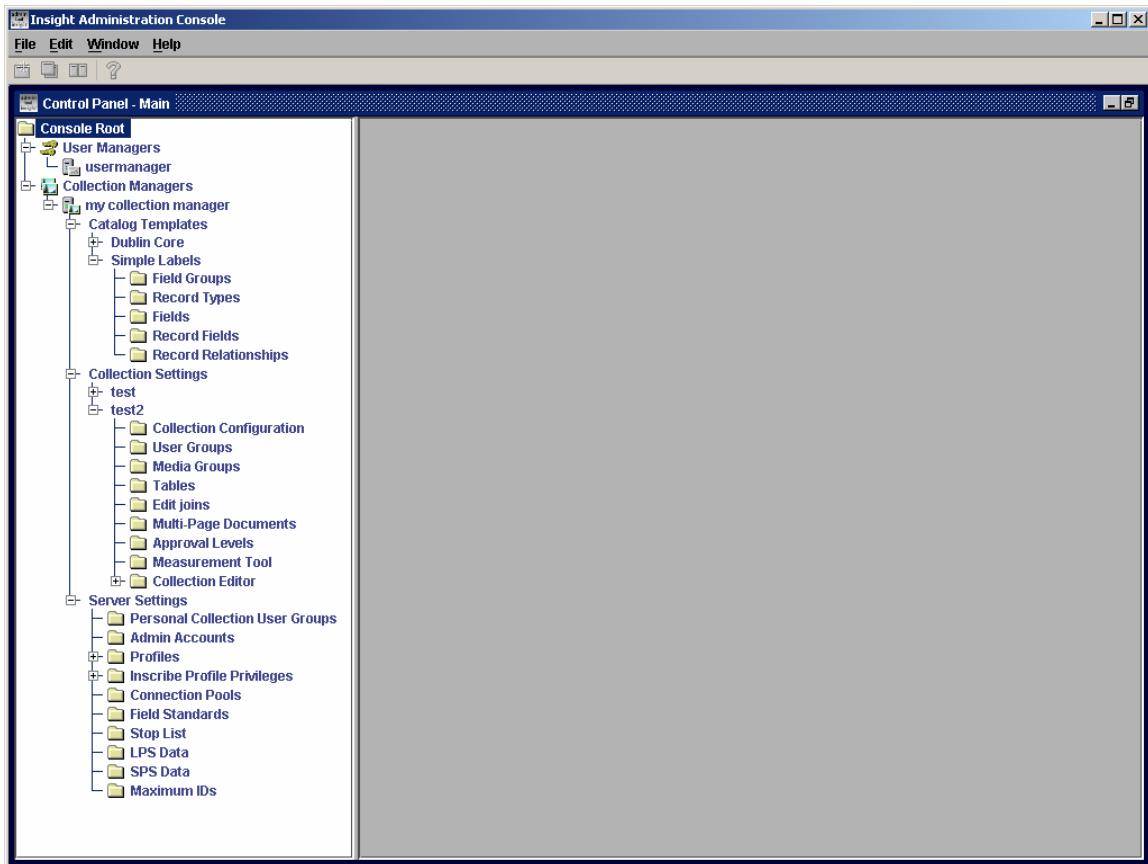 Insight Administration Console
File Edit Window Help
Control Panel - Main
Console Root
User Managers
usermanager
Collection Managers
my collection manager
Catalog Templates
Dublin Core
Simple Labels
Field Groups
Record Types
Fields
Record Fields
Record Relationships
Collection Settings
test
test2
Collection Configuration
User Groups
Media Groups
Tables
Edit joins
Multi-Page Documents
Approval Levels
Measurement Tool
Collection Editor
Server Settings
Personal Collection User Groups
Admin Accounts
Profiles
Inscribe Profile Privileges
Connection Pools
Field Standards
Stop List
LPS Data
SPS Data
Maximum IDs